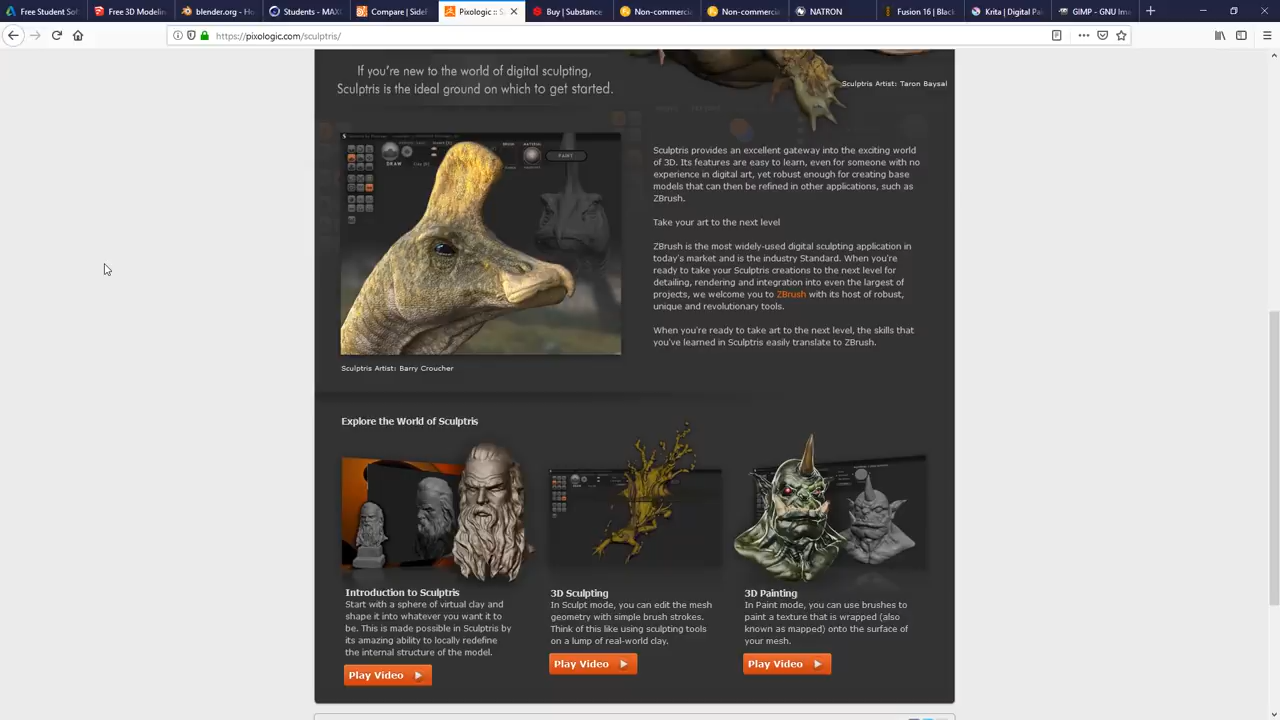 Free Student Soft
Free 3D Modeling
blender.org - Ho
Students - MAXO
Compare | SideF
Pixologic :: S
Buy | Substance
Non-commercia
Non-commercia
NATRON
Fusion 16 | Black
Krita | Digital Pai
GIMP - GNU Ima
https://pixologic.com/sculptris/
If you're new to the world of digital sculpting,
Sculptris is the ideal ground on which to get started.
Sculptris Artist: Taron Baysal
DRAW
BRUSH
MATERIAL
PAINT
Sculptris provides an excellent gateway into the exciting world
of 3D. Its features are easy to learn, even for someone with no
experience in digital art, yet robust enough for creating base
models that can then be refined in other applications, such as
ZBrush.
Take your art to the next level
ZBrush is the most widely-used digital sculpting application in
today's market and is the industry Standard. When you're
ready to take your Sculptris creations to the next level for
detailing, rendering and integration into even the largest of
projects, we welcome you to ZBrush with its host of robust,
unique and revolutionary tools.
When you're ready to take art to the next level, the skills that
you've learned in Sculptris easily translate to ZBrush.
Sculptris Artist: Barry Croucher
Explore the World of Sculptris
Introduction to Sculptris
Start with a sphere of virtual clay and
shape it into whatever you want it to
be. This is made possible in Sculptris by
its amazing ability to locally redefine
the internal structure of the model.
Play Video
3D Sculpting
In Sculpt mode, you can edit the mesh
geometry with simple brush strokes.
Think of this like using sculpting tools
on a lump of real-world clay.
Play Video
3D Painting
In Paint mode, you can use brushes to
paint a texture that is wrapped (also
known as mapped) onto the surface of
your mesh.
Play Video